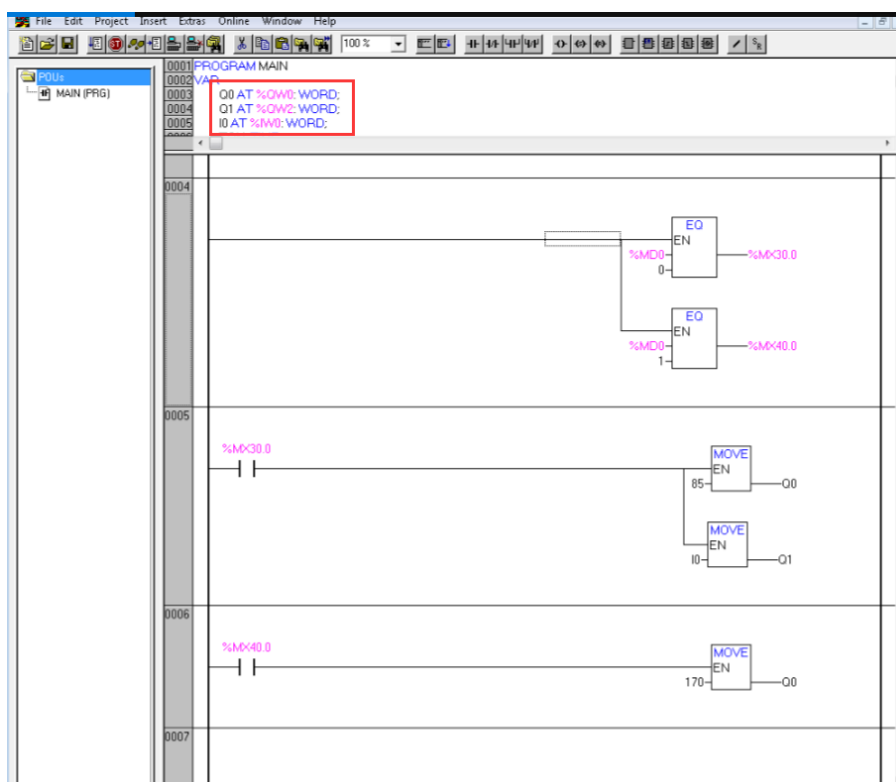 File Edit Project Insert Extras Online Window Help
100 %
POUs
MAIN (PRG)
0001 PROGRAM MAIN
0002 VAR
0003 Q0 AT %QW0: WORD;
0004 Q1 AT %QW2: WORD;
0005 I0 AT %IW0: WORD;
0004
EQ
EN
%MD0 %MX30.0
0
EQ
EN
%MD0 %MX40.0
1
0005
%MX30.0
MOVE
EN
85 Q0
MOVE
EN
I0 Q1
0006
%MX40.0
MOVE
EN
170 Q0
0007